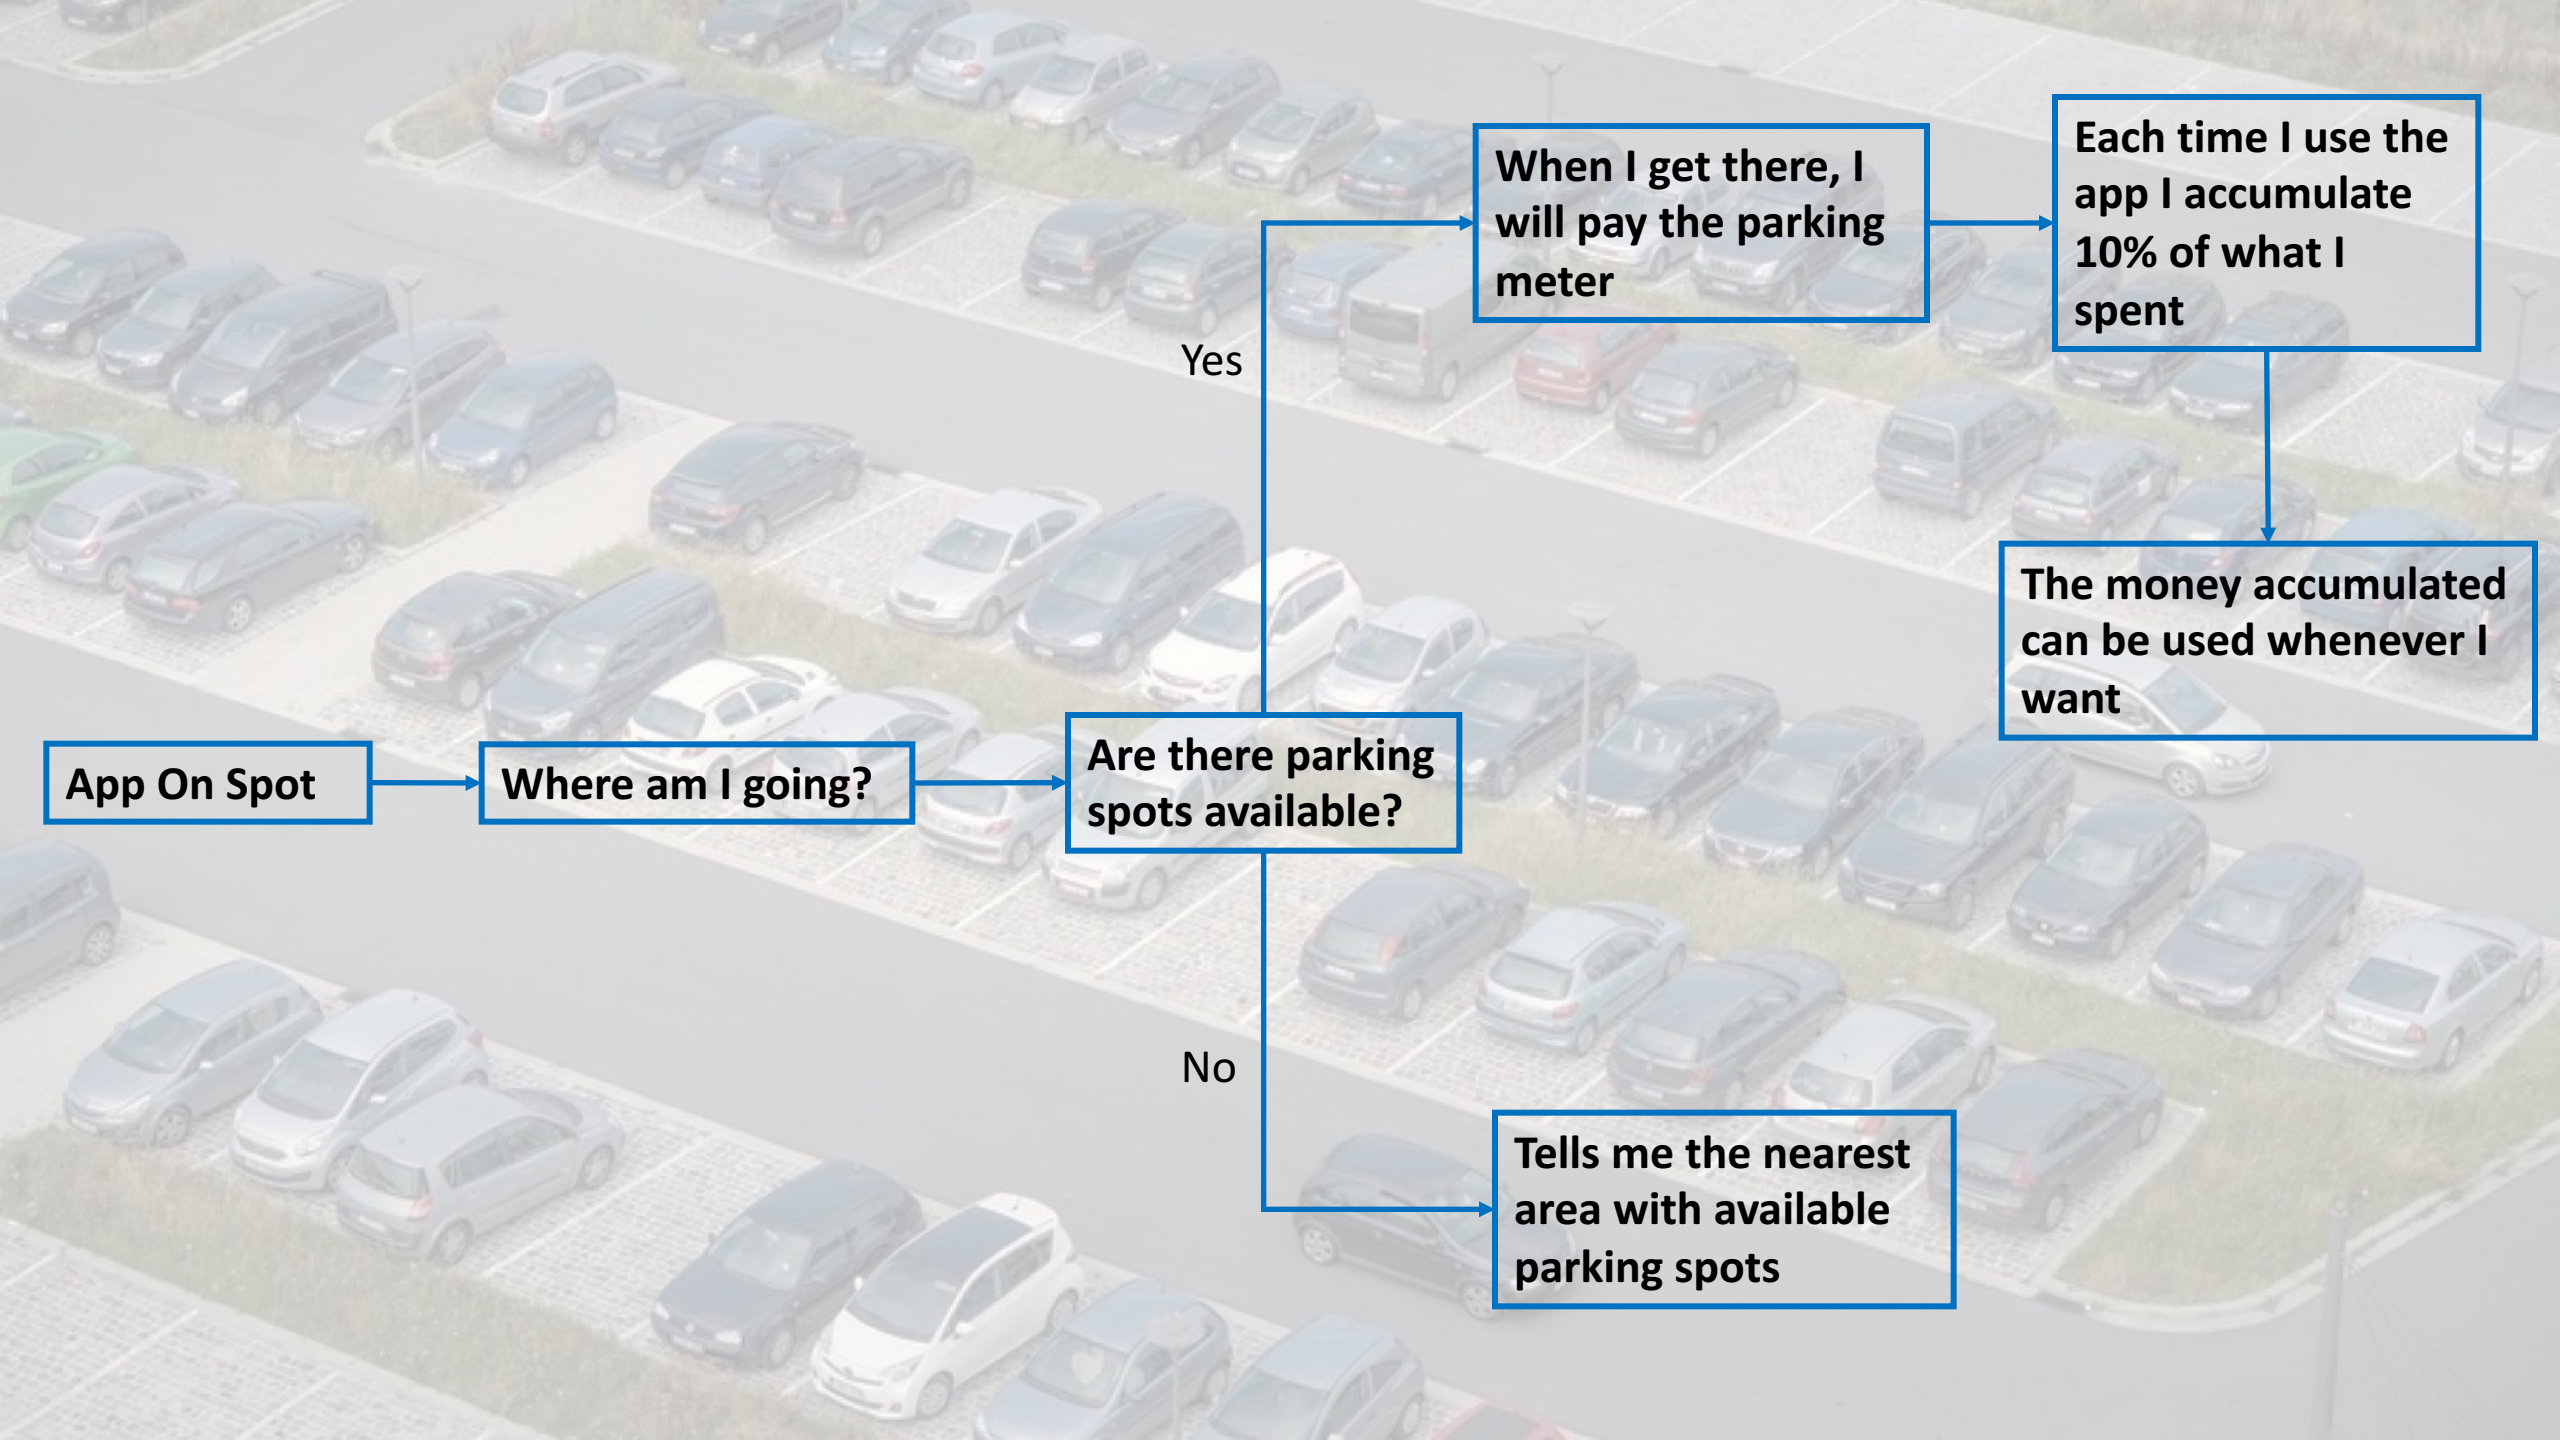 App On Spot
Where am I going?
Are there parking
spots available?
Yes
When I get there, I
will pay the parking
meter
Each time I use the
app I accumulate
10% of what I
spent
The money accumulated
can be used whenever I
want
No
Tells me the nearest
area with available
parking spots